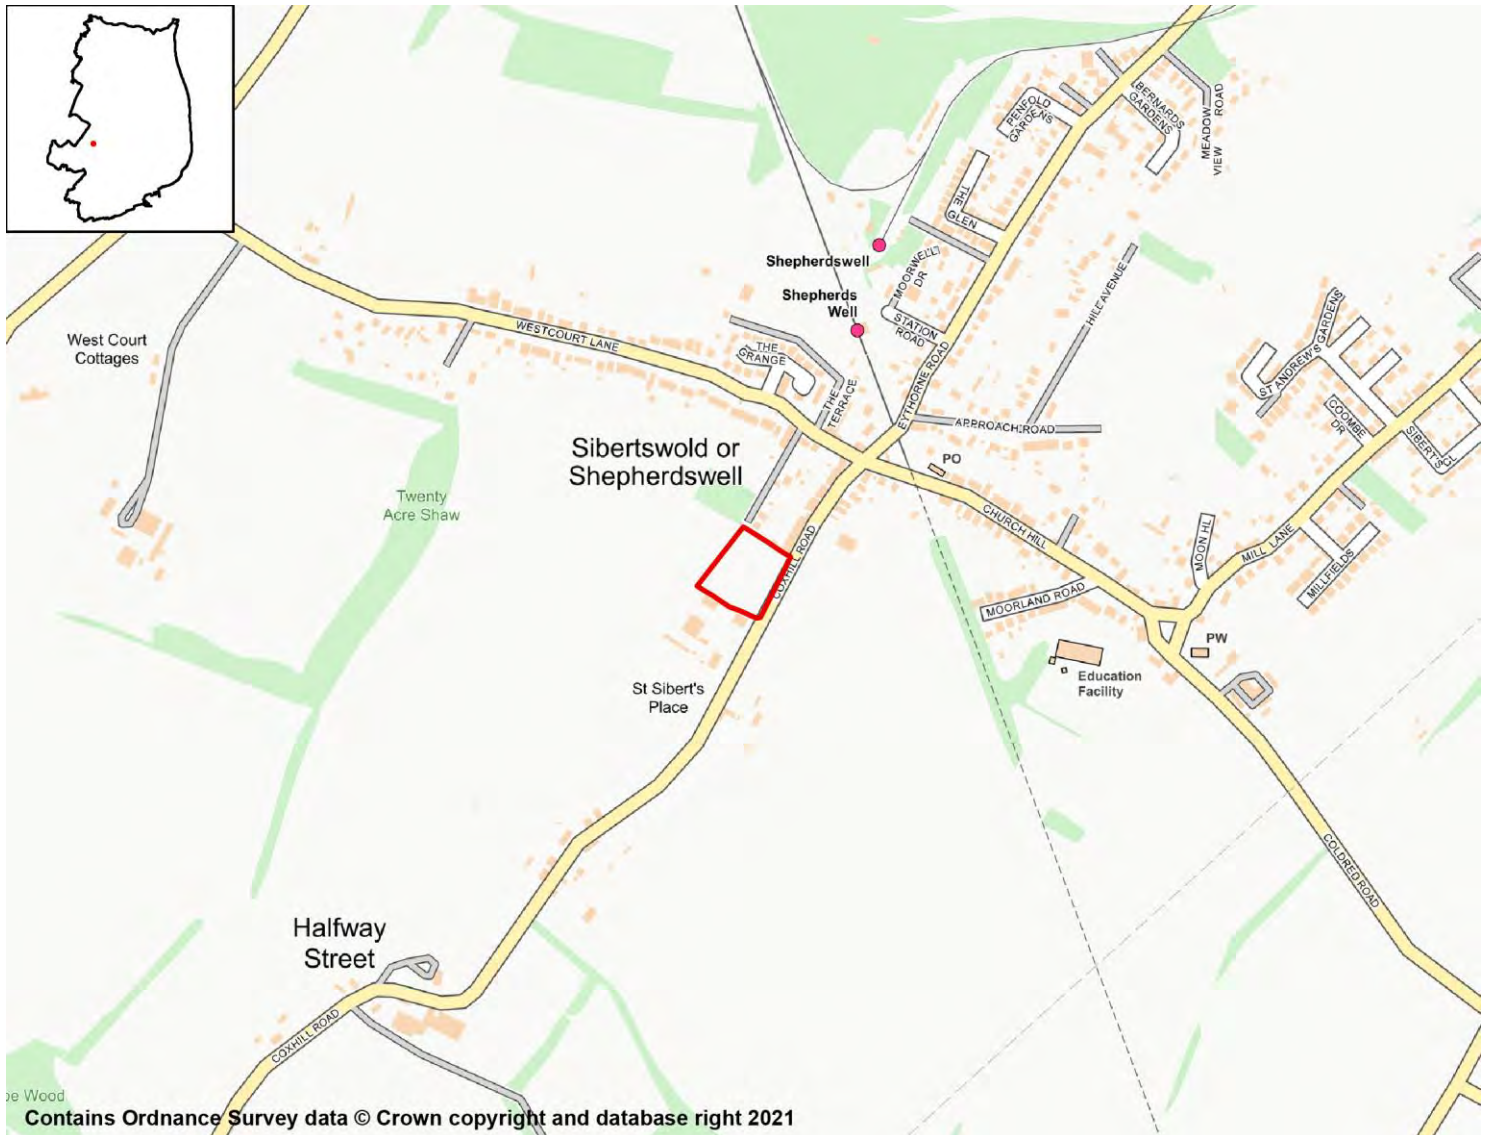 PENFOLD
GARDENS
BERNARDS
GARDENS
MEADOW
VIEW ROAD
THE
GLEN
Shepherdswell
MOORWELL
DR
Shepherds
Well
STATION
ROAD
HILL AVENUE
West Court
Cottages
WESTCOURT LANE
THE
GRANGE
THE
TERRACE
EYTHORNE ROAD
APPROACH ROAD
ST ANDREW'S GARDENS
COOMBE
DR
SIBERT'S
CL
Sibertswold or
Shepherdswell
PO
Twenty
Acre Shaw
CHURCH HILL
COXHILL ROAD
MOON HL
MILL LANE
MILLFIELDS
MOORLAND ROAD
PW
Education
Facility
St Sibert's
Place
COLDRED ROAD
Halfway
Street
COXHILL ROAD
oe Wood
Contains Ordnance Survey data © Crown copyright and database right 2021